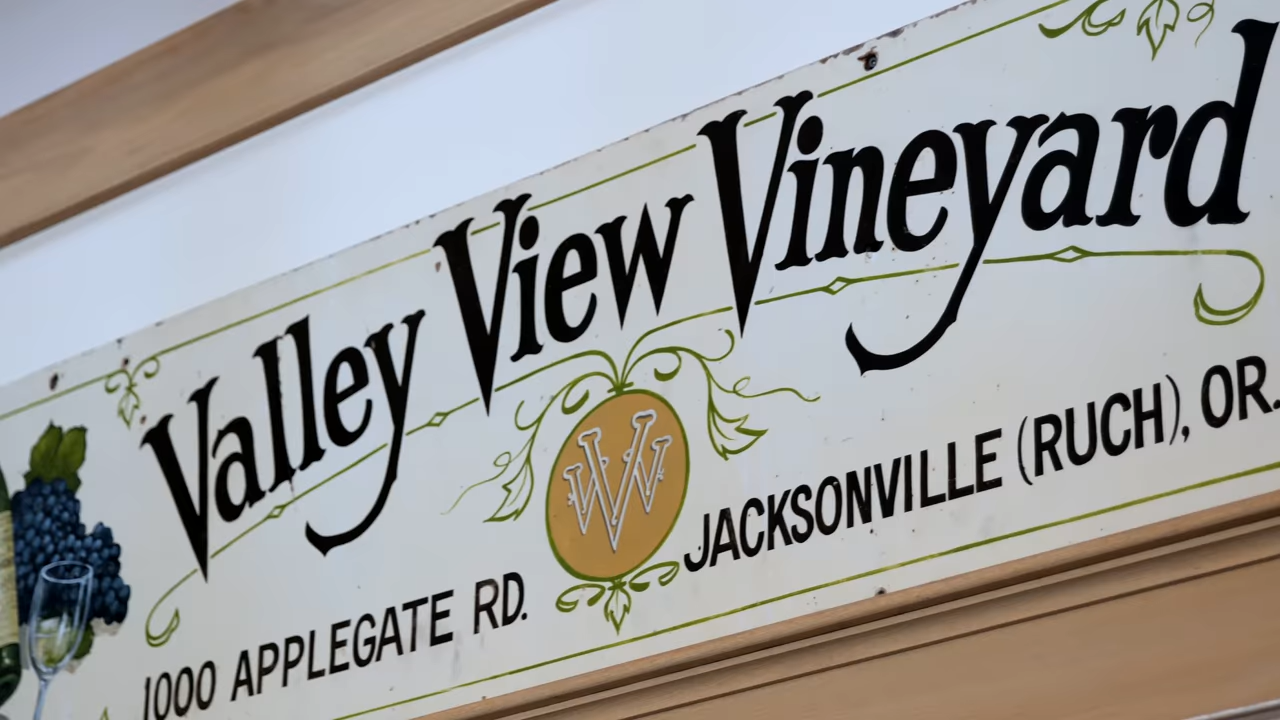 Valley View Vineyard
VVV
1000 APPLEGATE RD.
JACKSONVILLE (RUCH), OR.